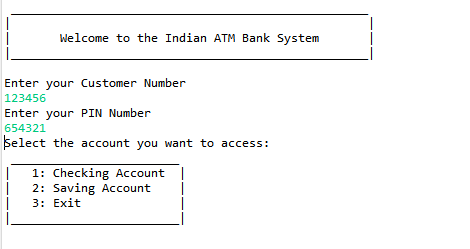 Welcome to the Indian ATM Bank System
Enter your Customer Number
123456
Enter your PIN Number
654321
Select the account you want to access:
1: Checking Account
2: Saving Account
3: Exit